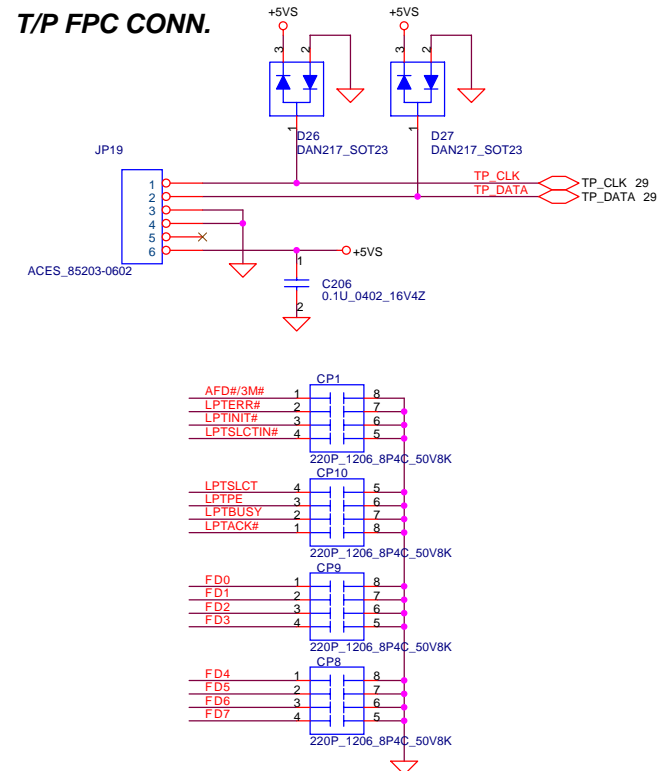 T/P FPC CONN.
+5VS
+5VS
3
2
3
2
1
1
D26
DAN217_SOT23
D27
DAN217_SOT23
JP19
1
2
3
4
5
6
TP_CLK
TP_CLK 29
TP_DATA
TP_DATA 29
+5VS
ACES_85203-0602
1
C206
0.1U_0402_16V4Z
2
CP1
AFD#/3M# 1 8
LPTERR# 2 7
LPTINIT# 3 6
LPTSLCTIN# 4 5
220P_1206_8P4C_50V8K
CP10
LPTSLCT 4 5
LPTPE 3 6
LPTBUSY 2 7
LPTACK# 1 8
220P_1206_8P4C_50V8K
CP9
FD0 1 8
FD1 2 7
FD2 3 6
FD3 4 5
220P_1206_8P4C_50V8K
CP8
FD4 1 8
FD5 2 7
FD6 3 6
FD7 4 5
220P_1206_8P4C_50V8K